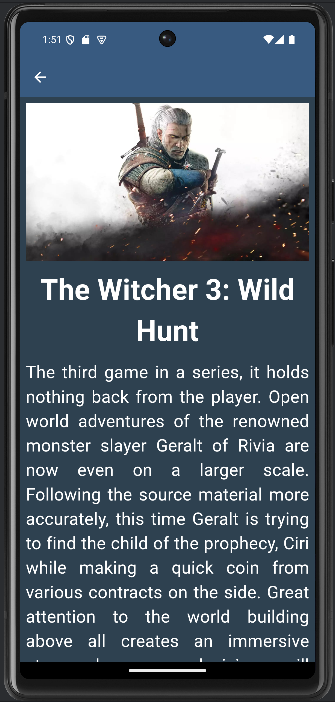 1:51
The Witcher 3: Wild
Hunt
The third game in a series, it holds
nothing back from the player. Open
world adventures of the renowned
monster slayer Geralt of Rivia are
now even on a larger scale.
Following the source material more
accurately, this time Geralt is trying
to find the child of the prophecy, Ciri
while making a quick coin from
various contracts on the side. Great
attention to the world building
above all creates an immersive